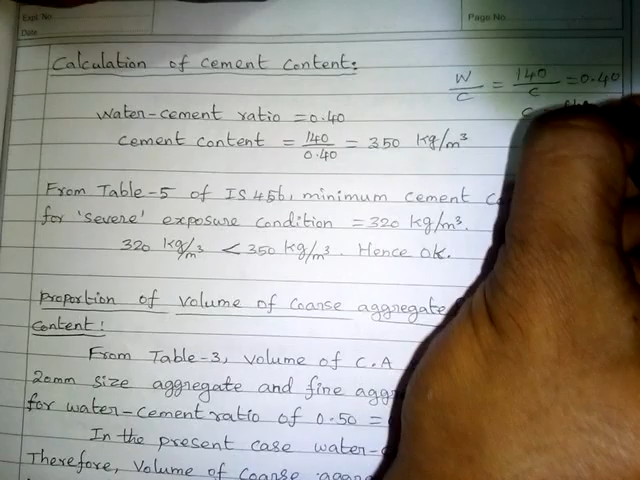 Expt. No.
Date
Page No.
Calculation of cement content:
W/C = 140/C = 0.40
Water-cement ratio = 0.40
cement content = 140/0.40 = 350 kg/m³
From Table-5 of IS 456, minimum cement
for 'severe' exposure condition = 320 kg/m³.
320 kg/m³ < 350 kg/m³. Hence OK.
Proportion of volume of coarse aggregate
content:
From Table-3, volume of C.A
20mm size aggregate and fine
for water-cement ratio of 0.50 =
In the present case water-
Therefore, volume of coarse